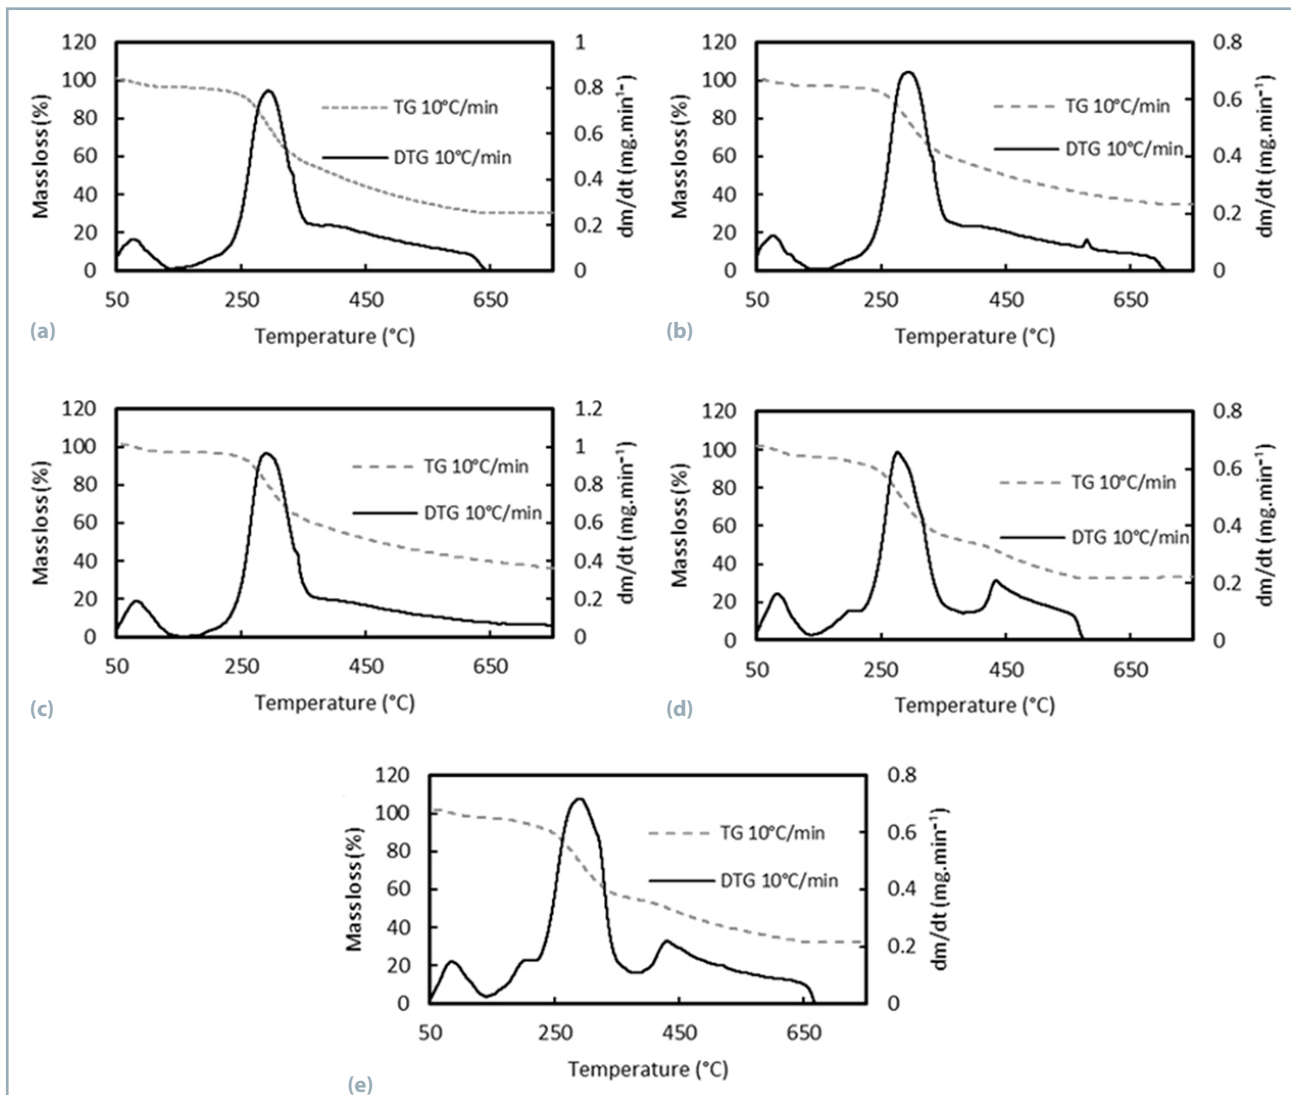 120
100
80
60
40
20
0
Massloss (%)
1
0.8
0.6
0.4
0.2
0
dm/dt (mg.min¹⁻)
TG 10°C/min
DTG 10°C/min
50 250 450 650
Temperature (°C)
(a)
120
100
80
60
40
20
0
Massloss (%)
0.8
0.6
0.4
0.2
0
dm/dt (mg.min⁻¹)
TG 10°C/min
DTG 10°C/min
50 250 450 650
Temperature (°C)
(b)
120
100
80
60
40
20
0
Massloss (%)
1.2
1
0.8
0.6
0.4
0.2
0
dm/dt (mg.min⁻¹)
TG 10°C/min
DTG 10°C/min
50 250 450 650
Temperature (°C)
(c)
120
100
80
60
40
20
0
Massloss (%)
0.8
0.6
0.4
0.2
0
dm/dt (mg.min⁻¹)
TG 10°C/min
DTG 10°C/min
50 250 450 650
Temperature (°C)
(d)
120
100
80
60
40
20
0
Massloss (%)
0.8
0.6
0.4
0.2
0
dm/dt (mg.min⁻¹)
TG 10°C/min
DTG 10°C/min
50 250 450 650
Temperature (°C)
(e)